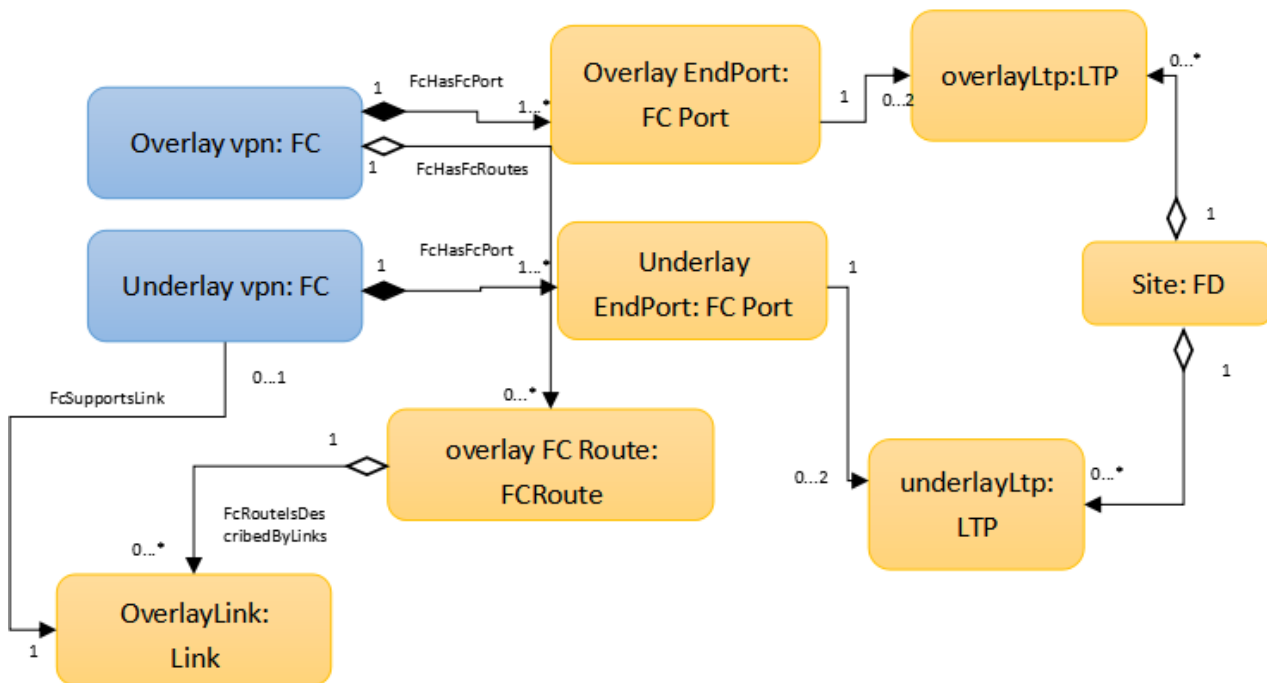 Overlay vpn: FC
1
FcHasFcPort
1...*
1
FcHasFcRoutes
Overlay EndPort:
FC Port
1
0...2
overlayLtp:LTP
0...*
1
Site: FD
1
Underlay vpn: FC
1
FcHasFcPort
1...*
Underlay
EndPort: FC Port
1
0...2
underlayLtp:
LTP
0...*
0...1
FcSupportsLink
0...*
overlay FC Route:
FCRoute
1
FcRouteIsDes
cribedByLinks
0...*
1
OverlayLink:
Link